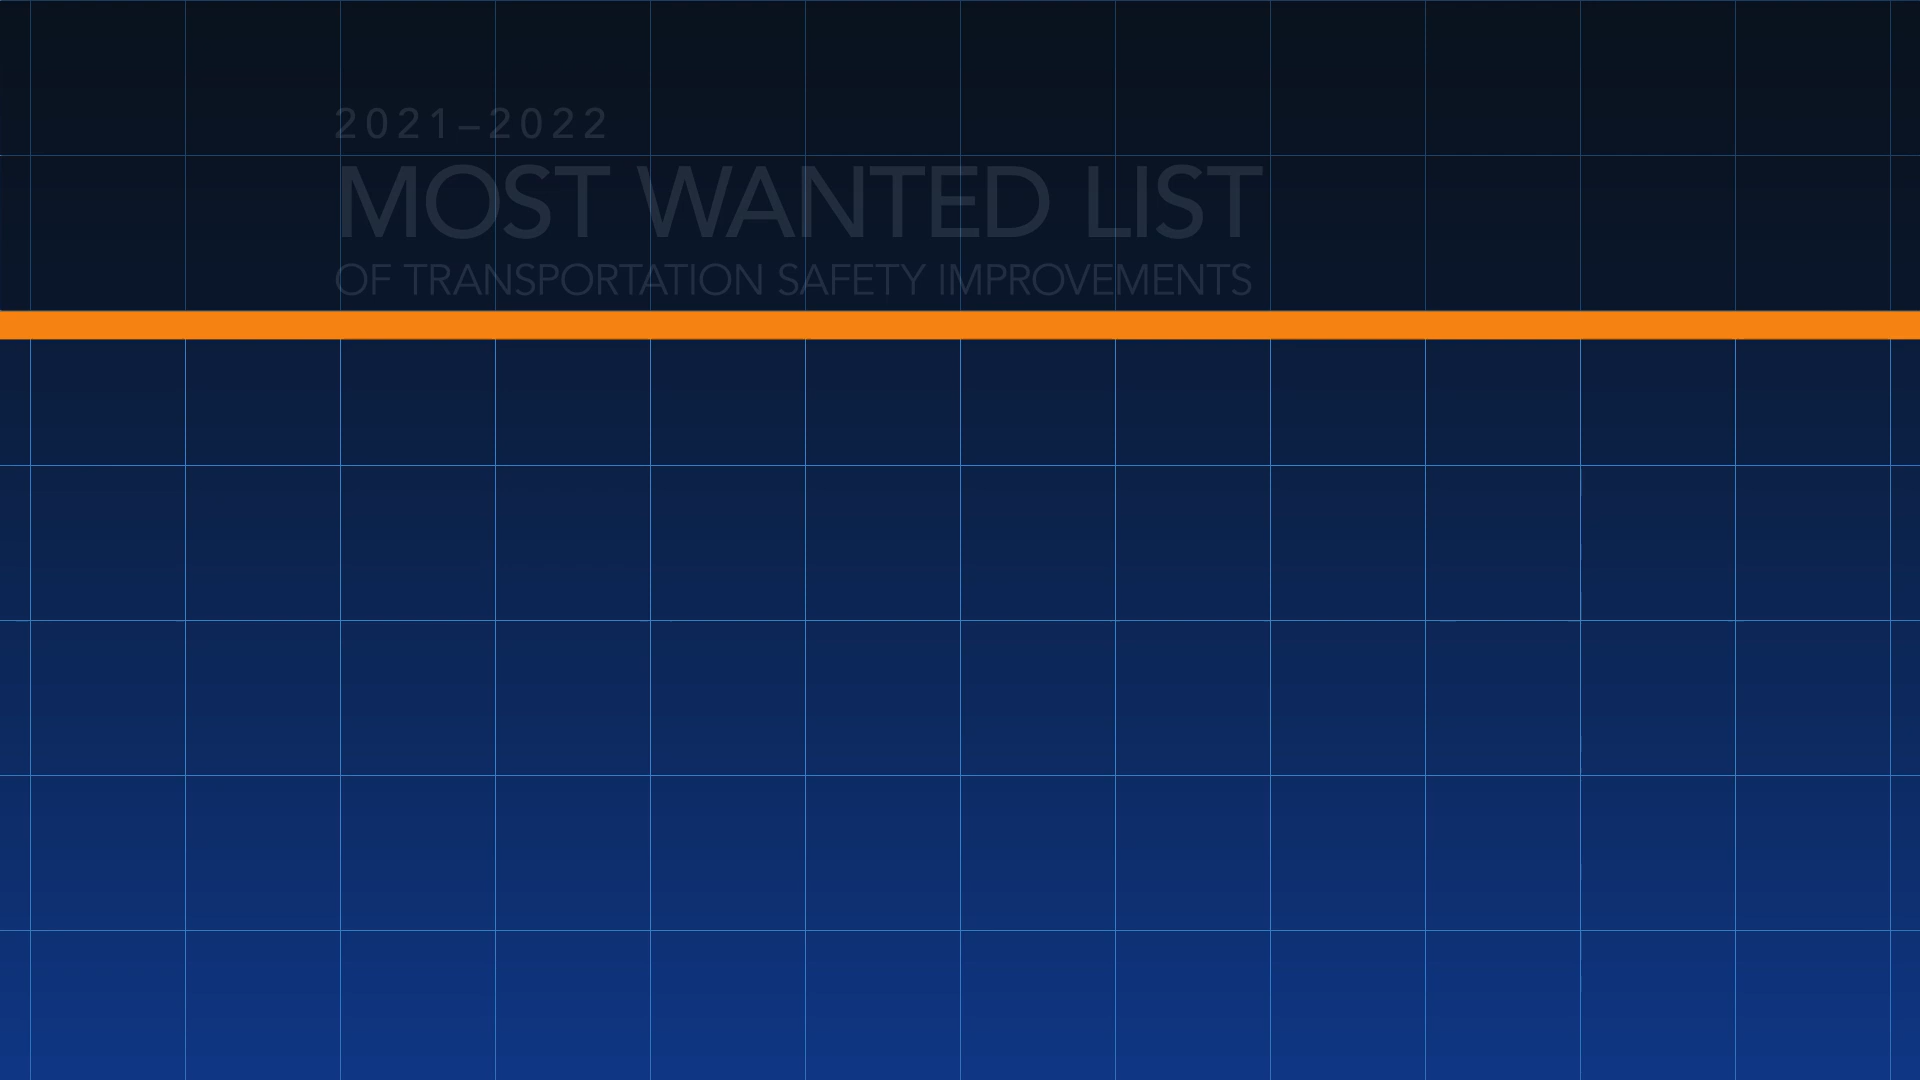 2021–2022
MOST WANTED LIST
OF TRANSPORTATION SAFETY IMPROVEMENTS